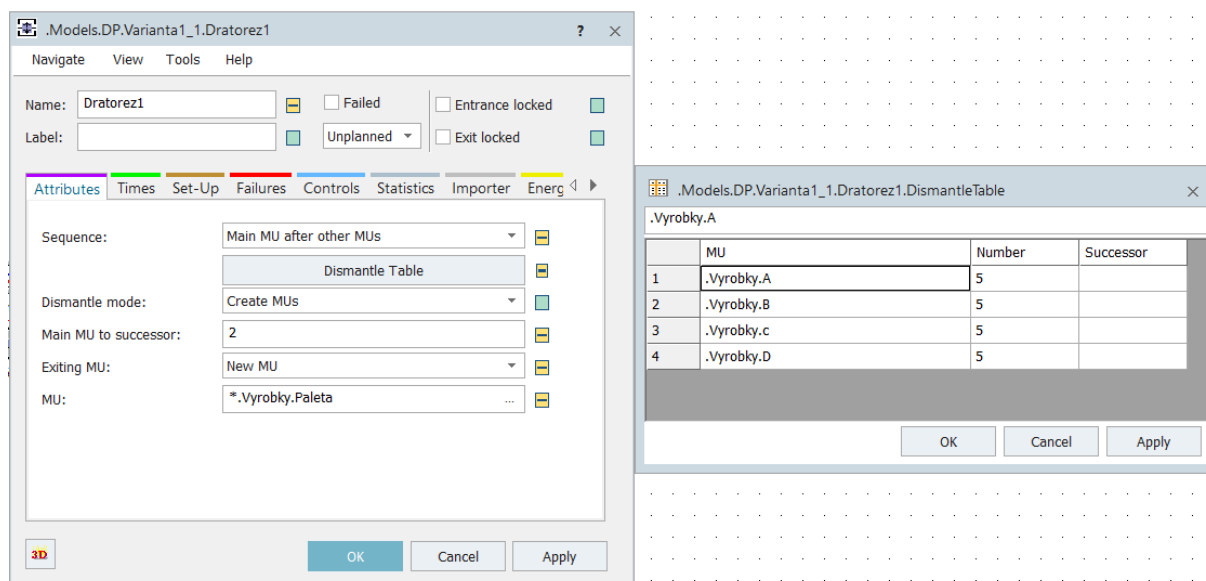 .Models.DP.Varianta1_1.Dratorez1 ?
Navigate View Tools Help
Name: Dratorez1 Failed Entrance locked
Label: Unplanned Exit locked
Attributes Times Set-Up Failures Controls Statistics Importer Energ
Sequence: Main MU after other MUs
Dismantle Table
Dismantle mode: Create MUs
Main MU to successor: 2
Exiting MU: New MU
MU: *.Vyrobky.Paleta ...
3D OK Cancel Apply
.Models.DP.Varianta1_1.Dratorez1.DismantleTable
.Vyrobky.A
MU Number Successor
1 .Vyrobky.A 5
2 .Vyrobky.B 5
3 .Vyrobky.c 5
4 .Vyrobky.D 5
OK Cancel Apply